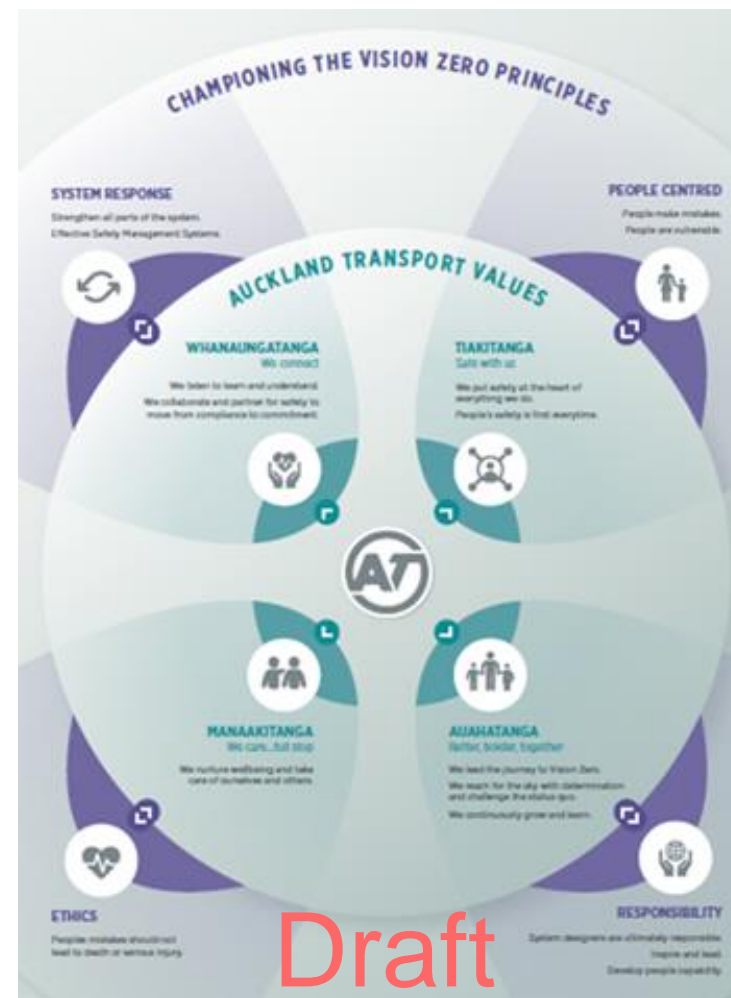 CHAMPIONING THE VISION ZERO PRINCIPLES
SYSTEM RESPONSE
Strengthen all parts of the system.
Effective Safety Management Systems.
PEOPLE CENTRED
People make mistakes.
People are vulnerable.
AUCKLAND TRANSPORT VALUES
WHANAUNGATANGA
We connect
We listen to learn and understand.
We collaborate and partner for safety to
move from compliance to commitment.
TIAKITANGA
Safe with us
We put safety at the heart of
everything we do.
People's safety is first everytime.
AT
MANAAKITANGA
We care...full stop
We nurture wellbeing and take
care of ourselves and others.
AUAHATANGA
Better, bolder, together
We lead the journey to Vision Zero.
We reach for the sky with determination
and challenge the status quo.
We continuously grow and learn.
ETHICS
Peoples mistakes should not
lead to death or serious injury.
RESPONSIBILITY
System designers are ultimately responsible.
Inspire and lead.
Develop people capability.
Draft